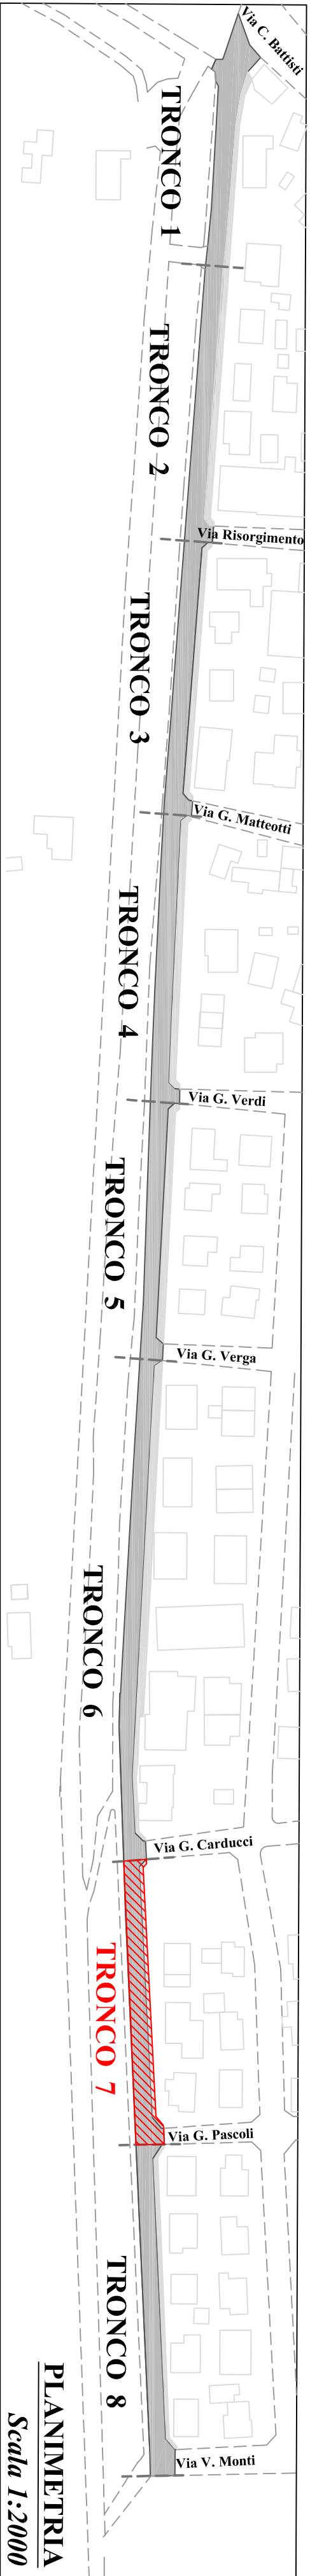 Via C. Battisti
TRONCO 1
TRONCO 2
Via Risorgimento
TRONCO 3
Via G. Matteotti
TRONCO 4
Via G. Verdi
TRONCO 5
Via G. Verga
TRONCO 6
Via G. Carducci
TRONCO 7
Via G. Pascoli
TRONCO 8
Via V. Monti
PLANIMETRIA
Scala 1:2000